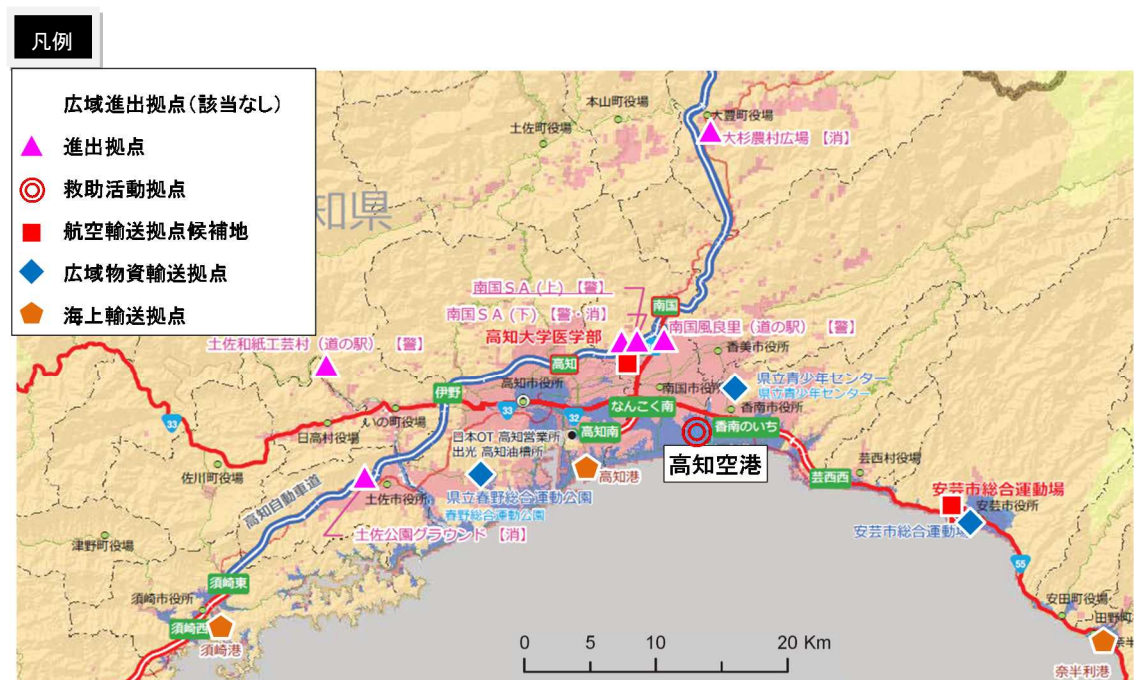 凡例
広域進出拠点(該当なし)
進出拠点
救助活動拠点
航空輸送拠点候補地
広域物資輸送拠点
海上輸送拠点
知県
本山町役場
大豊町役場
土佐町役場
大杉農村広場 【消】
南国SA (上) 【警】
南国
南国SA (下) 【警・消】
南国風良里(道の駅) 【警】
高知大学医学部
土佐和紙工芸村(道の駅) 【警】
香美市役所
高知
高知市役所
南国市役所
県立青少年センター
県立青少年センター
伊野
33
32
なんこく南
香南市役所
33
いの町役場
日高村役場
日本OT 高知営業所
出光 高知油槽所
高知南
香南のいち
高知空港
佐川町役場
高知港
芸西村役場
芸西西
高知自動車道
土佐市役所
県立春野総合運動公園
春野総合運動公園
安芸市総合運動場
安芸市役所
安芸市総合運動場
土佐公園グラウンド 【消】
津野町役場
55
須崎東
須崎市役所
須崎西
須崎港
安田町役場
田野町
奈半利港
0 5 10 20 Km